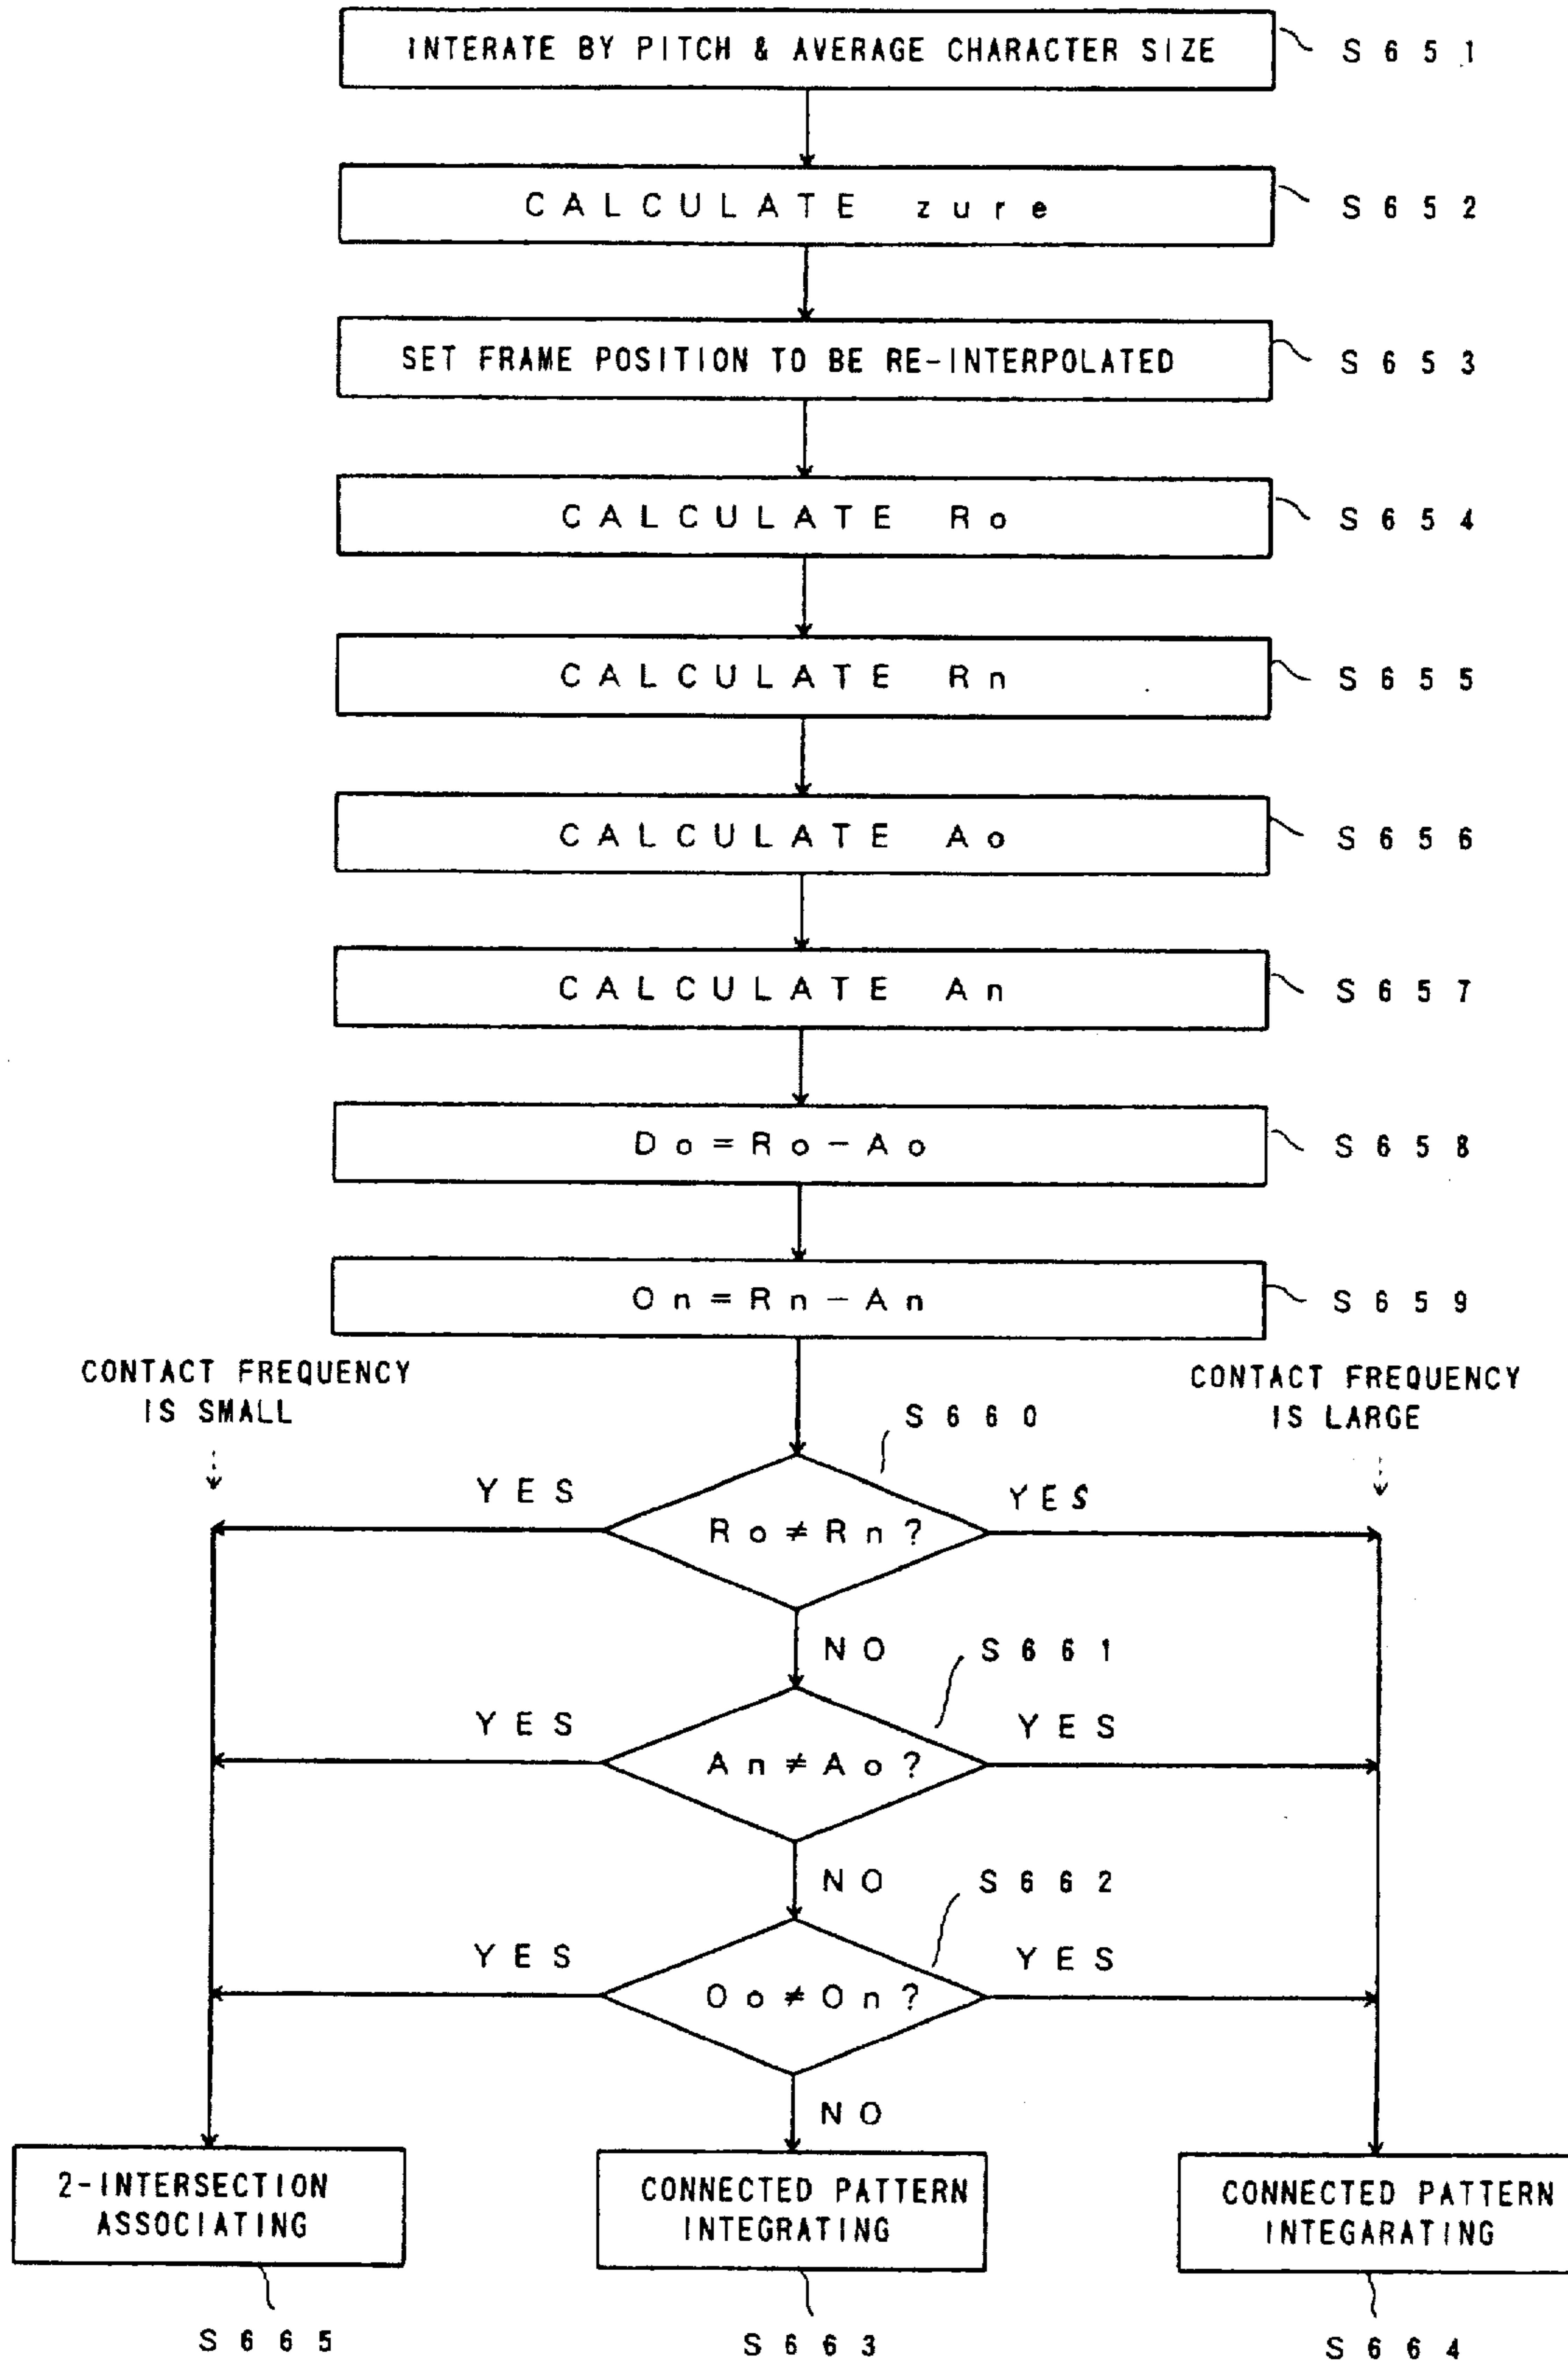 INTERATE BY PITCH & AVERAGE CHARACTER SIZE
S651
CALCULATE zure
S652
SET FRAME POSITION TO BE RE-INTERPOLATED
S653
CALCULATE Ro
S654
CALCULATE Rn
S655
CALCULATE Ao
S656
CALCULATE An
S657
Do=Ro-Ao
S658
On=Rn-An
S659
CONTACT FREQUENCY
IS SMALL
CONTACT FREQUENCY
IS LARGE
S660
YES
Ro≠Rn?
YES
NO
S661
YES
An≠Ao?
YES
NO
S662
YES
Oo≠On?
YES
NO
2-INTERSECTION
ASSOCIATING
S665
CONNECTED PATTERN
INTEGRATING
S663
CONNECTED PATTERN
INTEGARATING
S664